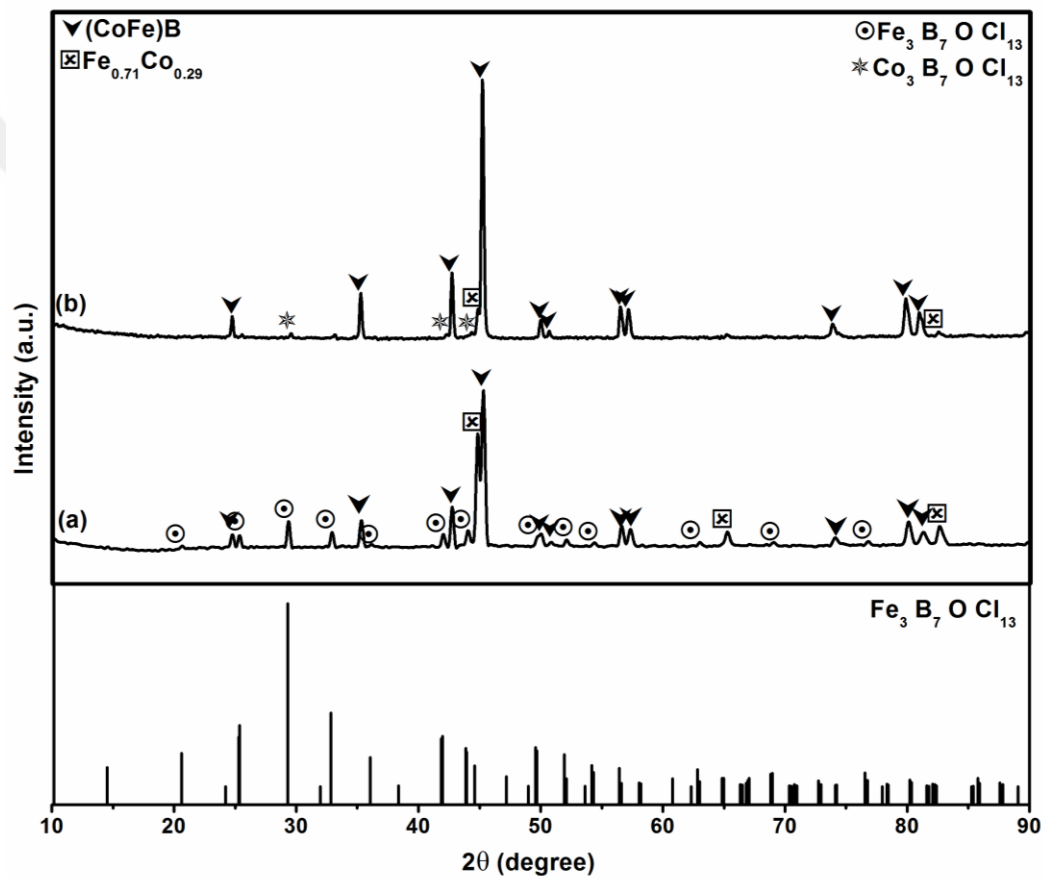 (CoFe)B
Fe₀.₇₁Co₀.₂₉
Fe₃ B₇ O Cl₁₃
Co₃ B₇ O Cl₁₃
(b)
(a)
Intensity (a.u.)
Fe₃ B₇ O Cl₁₃
10 20 30 40 50 60 70 80 90
2θ (degree)